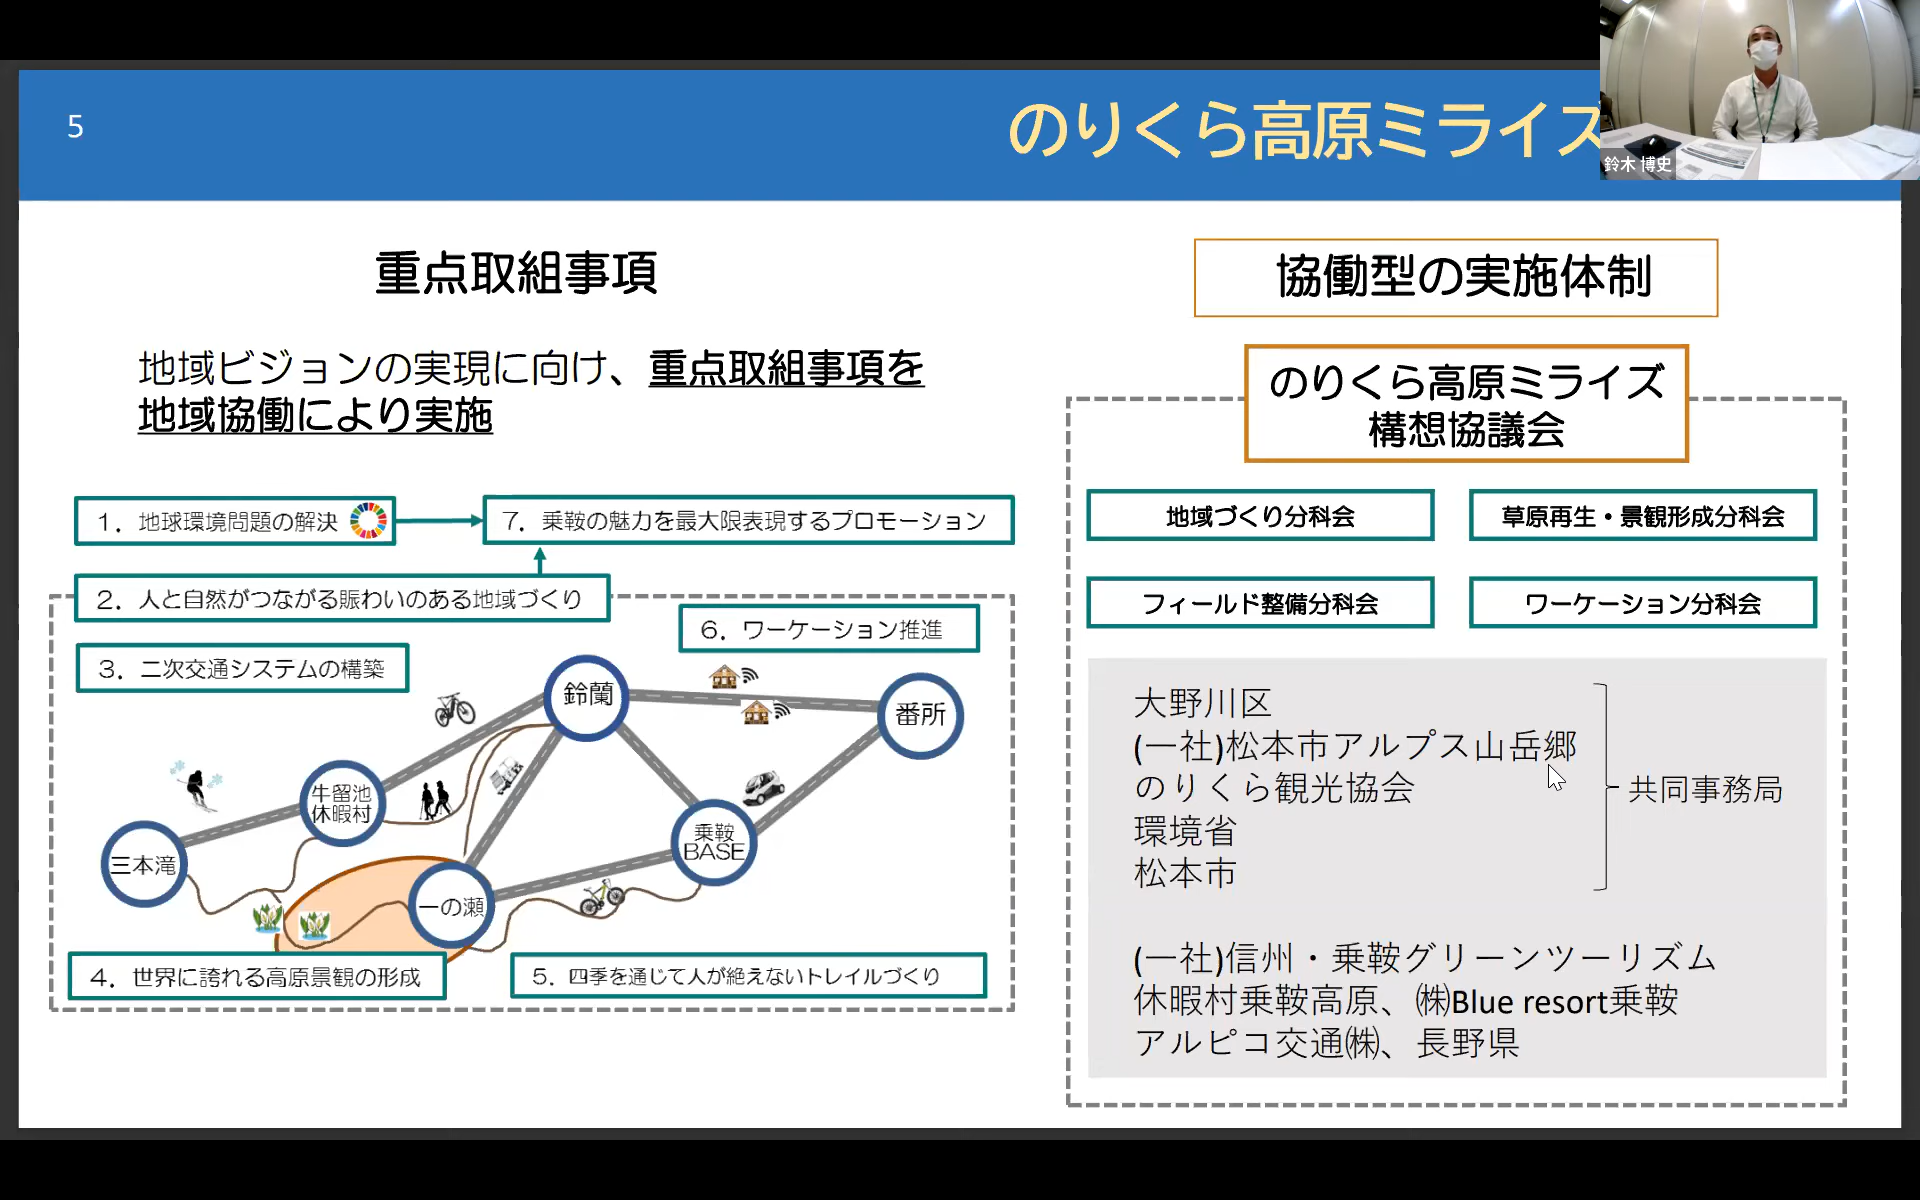 5
のりくら高原ミライズ
鈴木 博史
重点取組事項
地域ビジョンの実現に向け、重点取組事項を
地域協働により実施
1. 地球環境問題の解決
7. 乗鞍の魅力を最大限表現するプロモーション
2. 人と自然がつながる賑わいのある地域づくり
6. ワーケーション推進
3. 二次交通システムの構築
鈴蘭
番所
牛留池
休暇村
乗鞍
BASE
三本滝
一の瀬
4. 世界に誇れる高原景観の形成
5. 四季を通じて人が絶えないトレイルづくり
協働型の実施体制
のりくら高原ミライズ
構想協議会
地域づくり分科会
草原再生・景観形成分科会
フィールド整備分科会
ワーケーション分科会
大野川区
(一社)松本市アルプス山岳郷
のりくら観光協会
環境省
松本市
共同事務局
(一社)信州・乗鞍グリーンツーリズム
休暇村乗鞍高原、㈱Blue resort乗鞍
アルピコ交通㈱、長野県